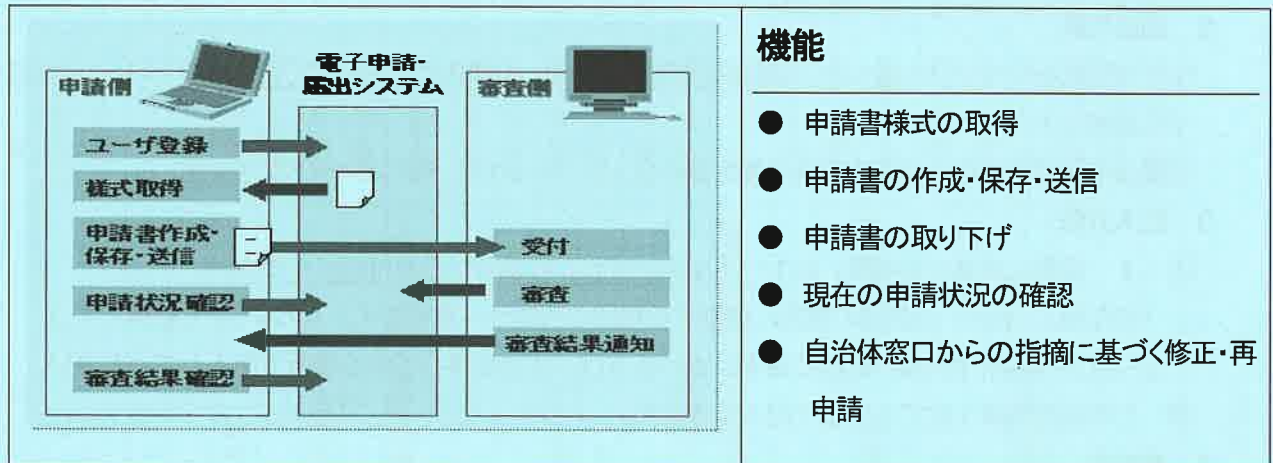 電子申請・
届出システム
申請側
審査側
ユーザ登録
様式取得
申請書作成・
保存・送信
受付
審査
申請状況確認
審査結果通知
審査結果確認
機能
● 申請書様式の取得
● 申請書の作成・保存・送信
● 申請書の取り下げ
● 現在の申請状況の確認
● 自治体窓口からの指摘に基づく修正・再
申請